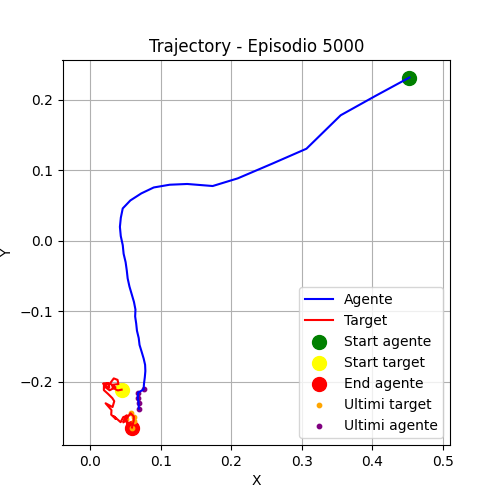 Trajectory - Episodio 5000
0.2
0.1
0.0
−0.1
−0.2
Y
Agente
Target
Start agente
Start target
End agente
Ultimi target
Ultimi agente
0.0 0.1 0.2 0.3 0.4 0.5
X